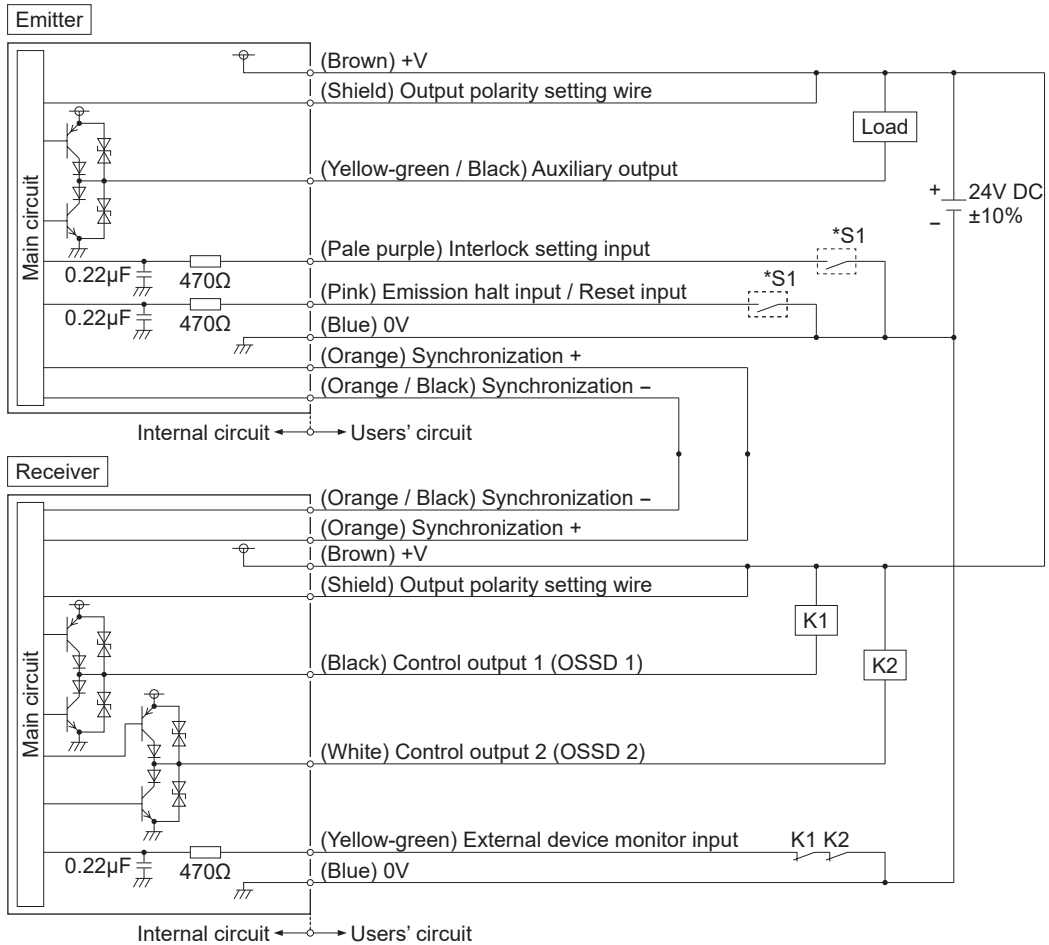 Emitter
(Brown) +V
(Shield) Output polarity setting wire
Load
(Yellow-green / Black) Auxiliary output
Main circuit
+
−
24V DC
±10%
*S1
(Pale purple) Interlock setting input
0.22μF
470Ω
*S1
(Pink) Emission halt input / Reset input
0.22μF
470Ω
(Blue) 0V
(Orange) Synchronization +
(Orange / Black) Synchronization −
Internal circuit
Users’ circuit
Receiver
(Orange / Black) Synchronization −
(Orange) Synchronization +
(Brown) +V
(Shield) Output polarity setting wire
K1
(Black) Control output 1 (OSSD 1)
K2
Main circuit
(White) Control output 2 (OSSD 2)
(Yellow-green) External device monitor input
K1 K2
0.22μF
470Ω
(Blue) 0V
Internal circuit
Users’ circuit